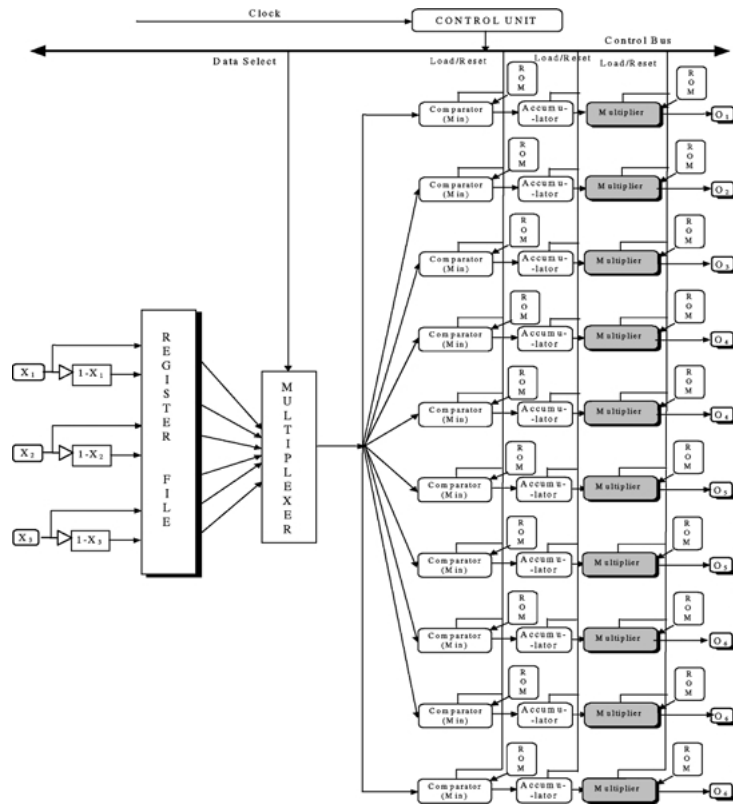 Clock
CONTROL UNIT
Control Bus
Data Select
Load/Reset
Load/Reset
Load/Reset
ROM
ROM
Comparator
(Min)
Accumu-
-lator
Multiplier
O₁
ROM
ROM
Comparator
(Min)
Accumu-
-lator
Multiplier
O₂
ROM
ROM
Comparator
(Min)
Accumu-
-lator
Multiplier
O₃
ROM
ROM
Comparator
(Min)
Accumu-
-lator
Multiplier
O₄
ROM
ROM
Comparator
(Min)
Accumu-
-lator
Multiplier
ROM
ROM
Comparator
(Min)
Accumu-
-lator
Multiplier
O₅
ROM
ROM
Comparator
(Min)
Accumu-
-lator
Multiplier
O₅
ROM
ROM
Comparator
(Min)
Accumu-
-lator
Multiplier
O₄
ROM
ROM
Comparator
(Min)
Accumu-
-lator
Multiplier
ROM
ROM
Comparator
(Min)
Accumu-
-lator
Multiplier
O₄
X₁
1-X₁
X₂
1-X₂
X₃
1-X₃
REGISTER FILE
MULTIPLEXER